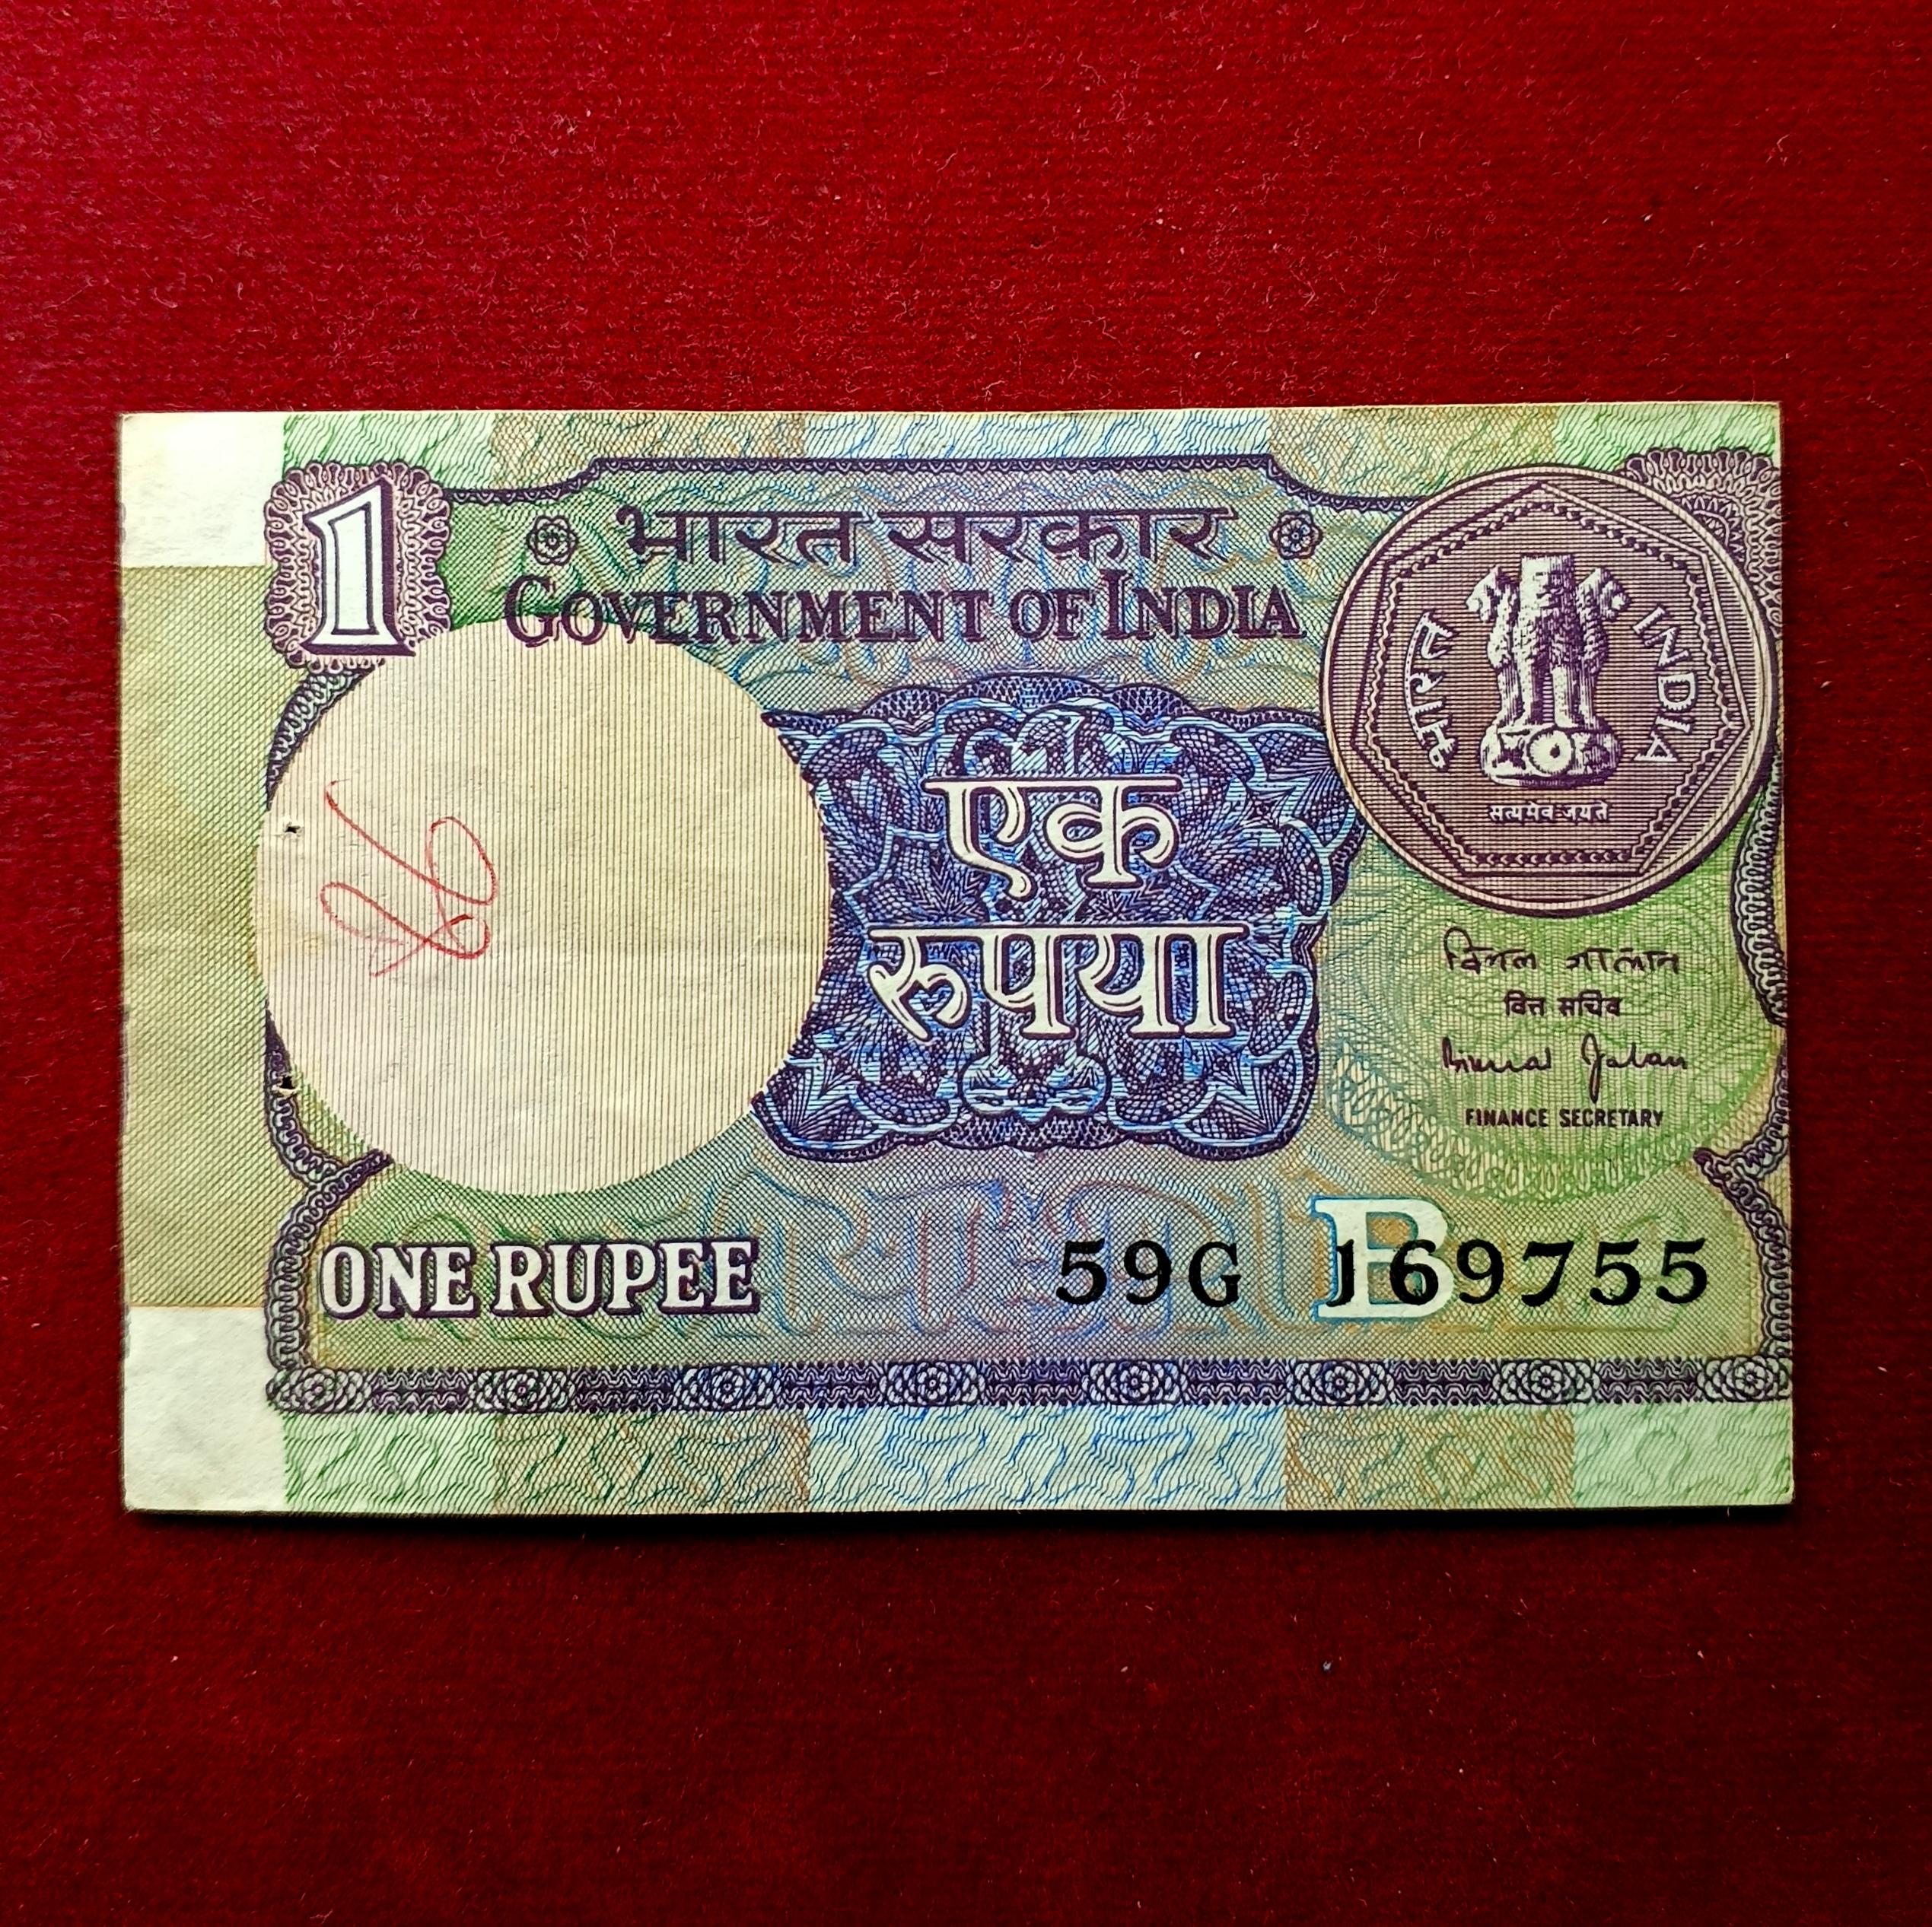 1
भारत सरकार
GOVERNMENT OF INDIA
भारत INDIA
सत्यमेव जयते
एक
रुपया
बिमल जालान
वित्त सचिव
Bimal Jalan
FINANCE SECRETARY
ONE RUPEE
59G 169755
B